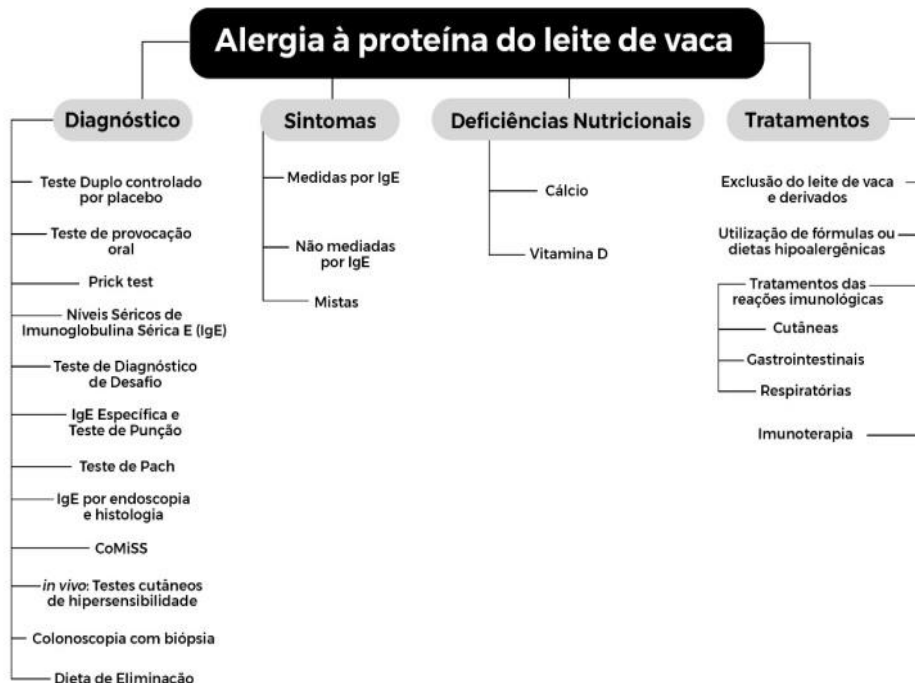 Alergia à proteína do leite de vaca
Diagnóstico
Teste Duplo controlado
por placebo
Teste de provocação
oral
Prick test
Níveis Séricos de
Imunoglobulina Sérica E (IgE)
Teste de Diagnóstico
de Desafio
IgE Específica e
Teste de Punção
Teste de Pach
IgE por endoscopia
e histologia
CoMiSS
in vivo: Testes cutâneos
de hipersensibilidade
Colonoscopia com biópsia
Dieta de Eliminação
Sintomas
Medidas por IgE
Não mediadas
por IgE
Mistas
Deficiências Nutricionais
Cálcio
Vitamina D
Tratamentos
Exclusão do leite de vaca
e derivados
Utilização de fórmulas ou
dietas hipoalergênicas
Tratamentos das
reações imunológicas
Cutâneas
Gastrointestinais
Respiratórias
Imunoterapia